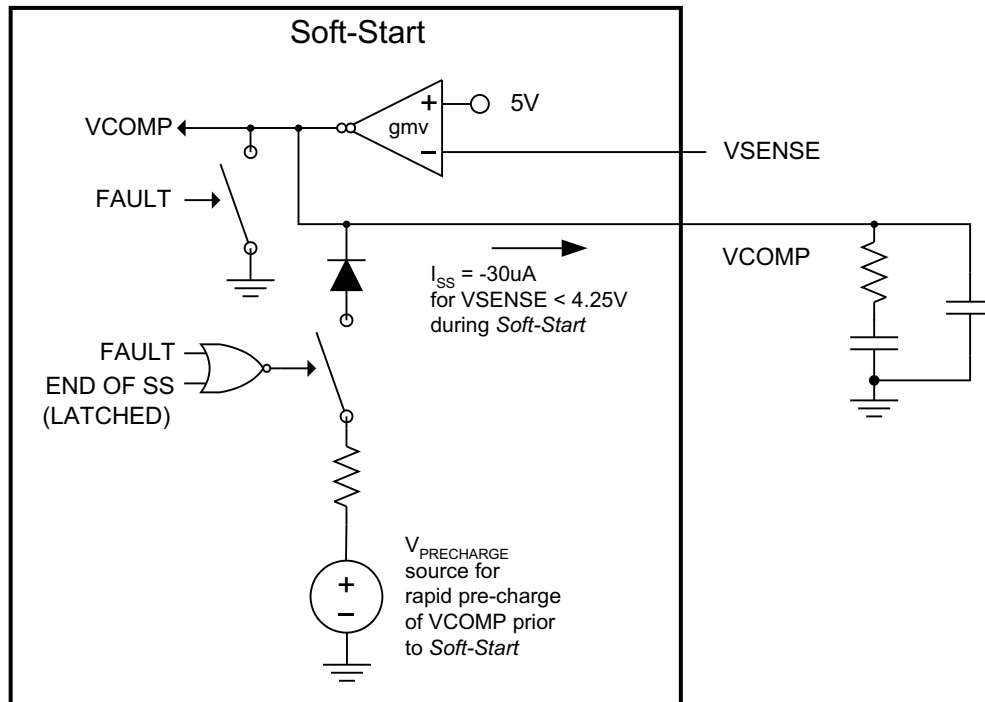 Soft-Start
+
5V
gmv
VCOMP
−
VSENSE
FAULT
VCOMP
I_SS = -30uA
for VSENSE < 4.25V
during Soft-Start
FAULT
END OF SS
(LATCHED)
V_PRECHARGE
source for
rapid pre-charge
of VCOMP prior
to Soft-Start
+
−